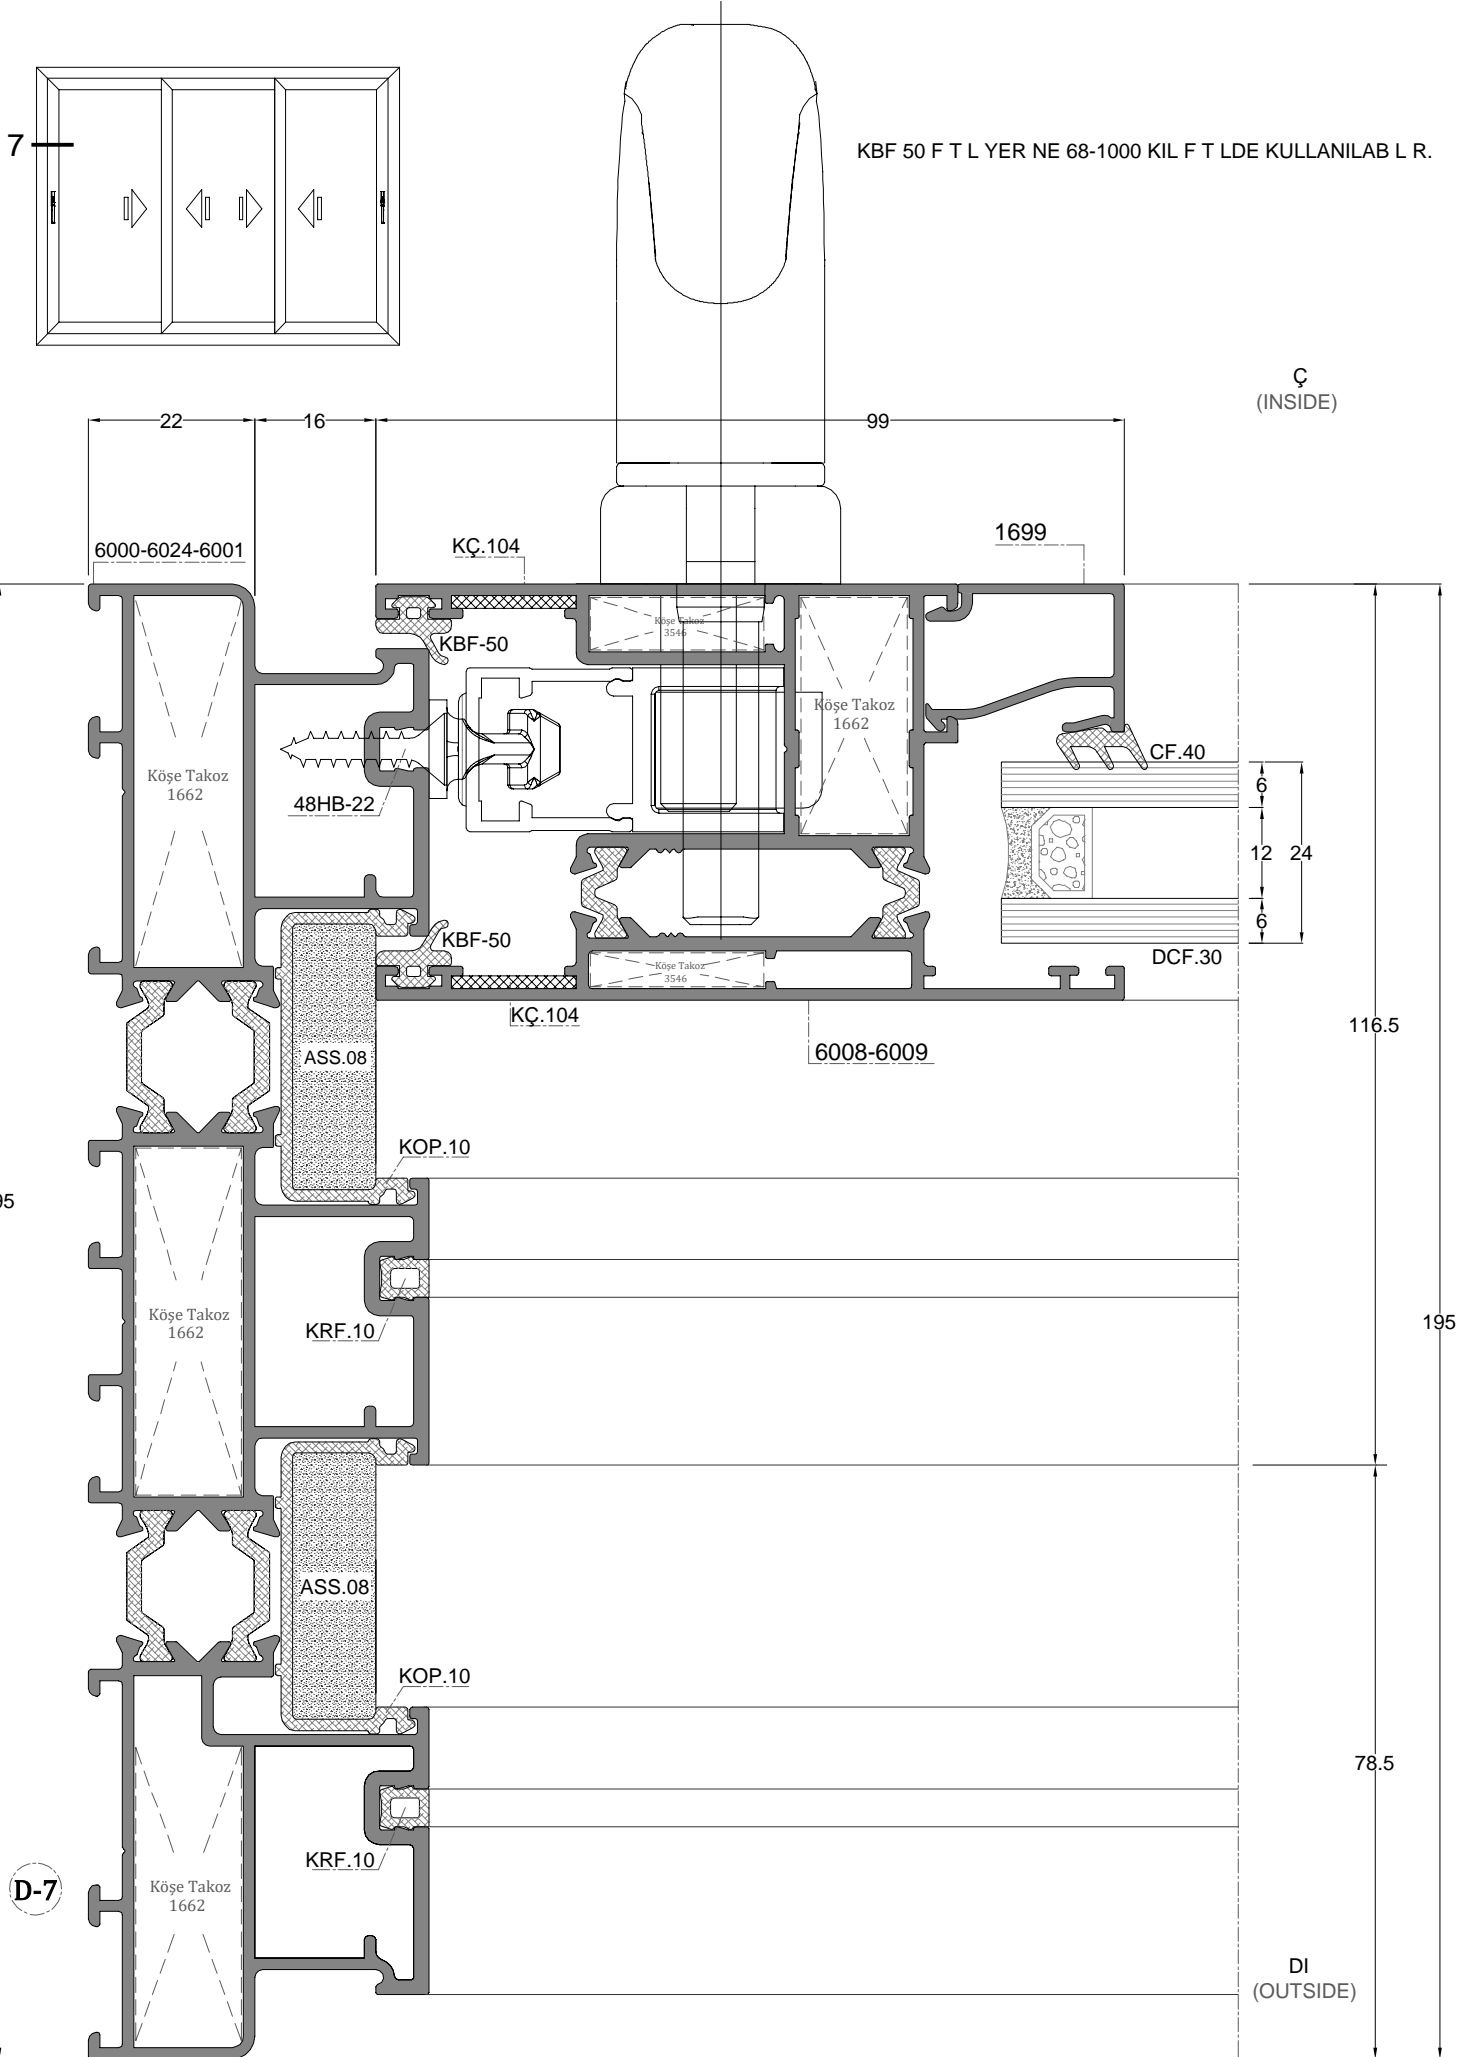 7
KBF 50 F T L YER NE 68-1000 KIL F T LDE KULLANILAB L R.
Ç
(INSIDE)
22
16
99
6000-6024-6001
KÇ.104
1699
KBF-50
Köşe Takoz
3546
Köşe Takoz
1662
Köşe Takoz
1662
48HB-22
CF.40
6
12
24
6
KBF-50
DCF.30
Köşe Takoz
3546
KÇ.104
6008-6009
116.5
ASS.08
KOP.10
95
Köşe Takoz
1662
KRF.10
195
ASS.08
KOP.10
78.5
KRF.10
D-7
Köşe Takoz
1662
DI
(OUTSIDE)